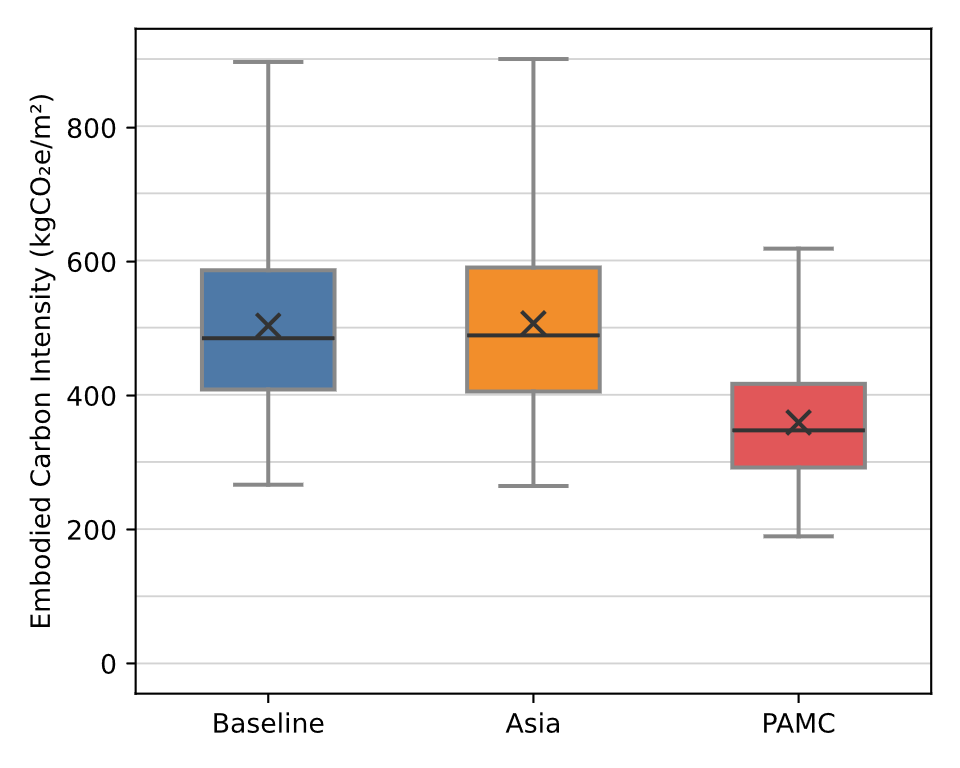 Embodied Carbon Intensity (kgCO₂e/m²)
800
600
400
200
0
Baseline
Asia
PAMC